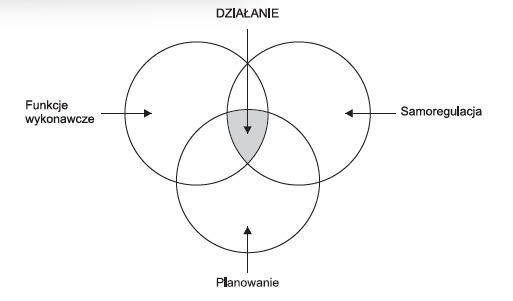 DZIAŁANIE
Funkcje
wykonawcze
Samoregulacja
Planowanie